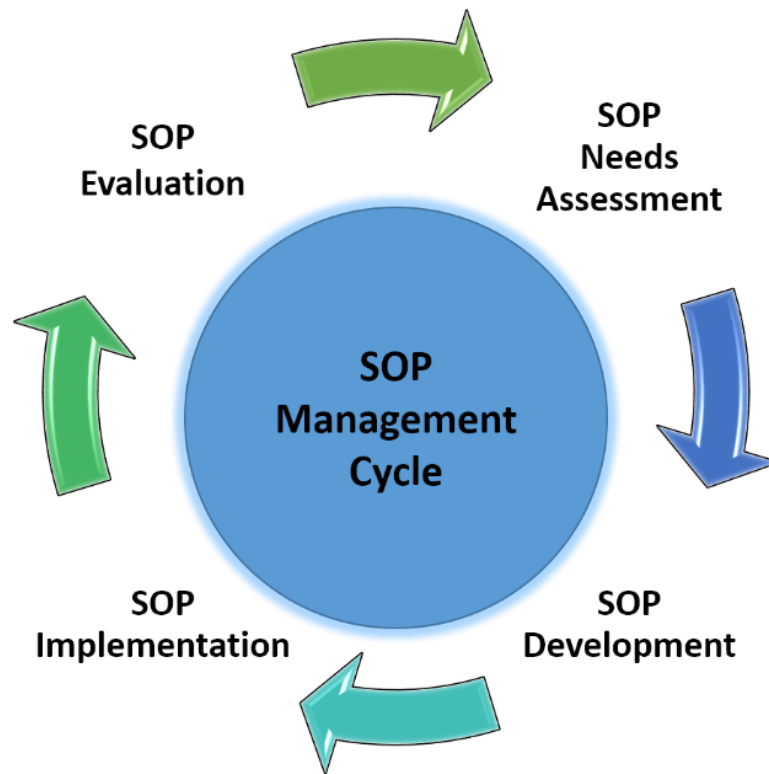 SOP
Evaluation
SOP
Needs
Assessment
SOP
Management
Cycle
SOP
Implementation
SOP
Development